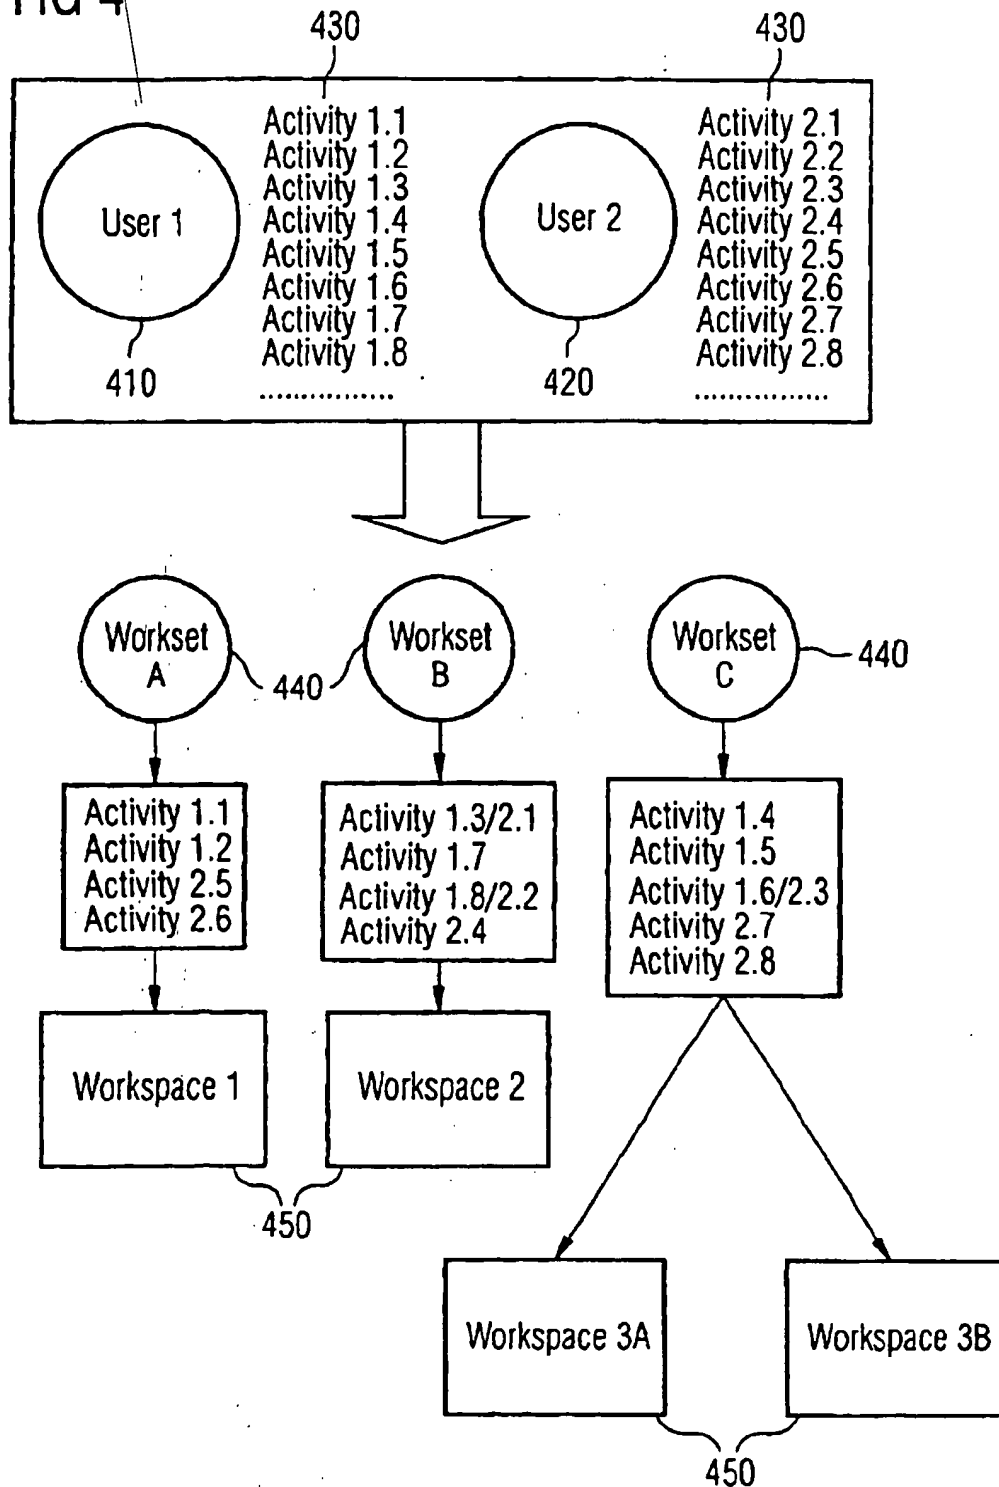 FIG 4
430
430
Activity 1.1
Activity 1.2
Activity 1.3
Activity 1.4
Activity 1.5
Activity 1.6
Activity 1.7
Activity 1.8
...............
User 1
410
Activity 2.1
Activity 2.2
Activity 2.3
Activity 2.4
Activity 2.5
Activity 2.6
Activity 2.7
Activity 2.8
...............
User 2
420
Workset
A
440
Workset
B
Workset
C
440
Activity 1.1
Activity 1.2
Activity 2.5
Activity 2.6
Activity 1.3/2.1
Activity 1.7
Activity 1.8/2.2
Activity 2.4
Activity 1.4
Activity 1.5
Activity 1.6/2.3
Activity 2.7
Activity 2.8
Workspace 1
Workspace 2
450
Workspace 3A
Workspace 3B
450